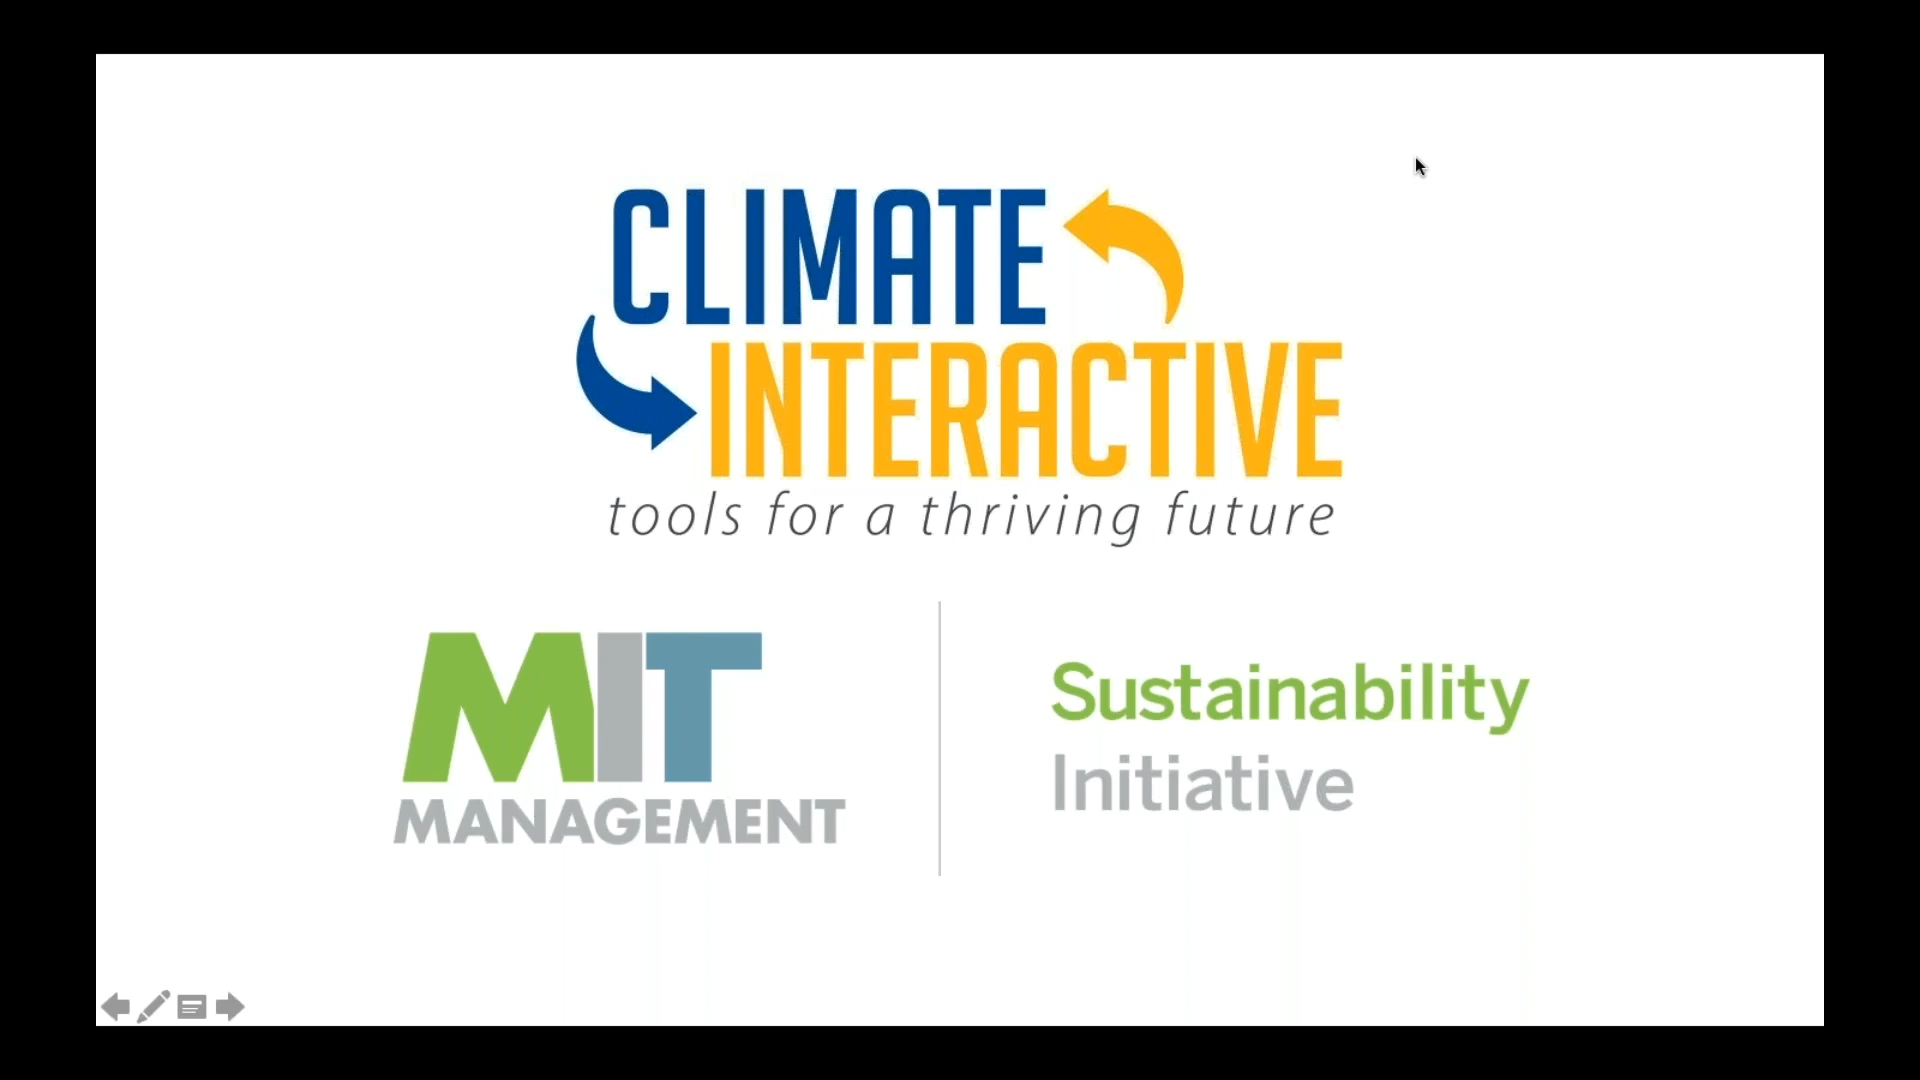 CLIMATE
INTERACTIVE
tools for a thriving future
MIT
MANAGEMENT
Sustainability
Initiative